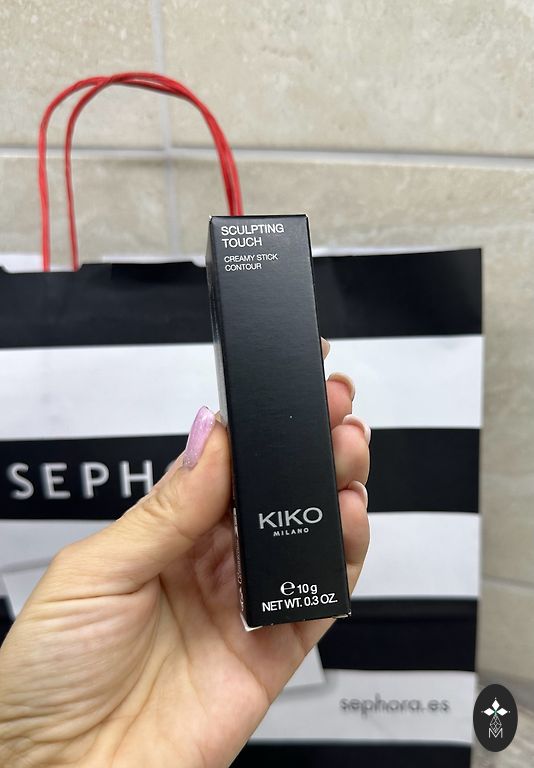 SCULPTING
TOUCH
CREAMY STICK
CONTOUR
SEPH
KIKO
MILANO
℮ 10 g
NET WT. 0.3 OZ.
sephora.es
M